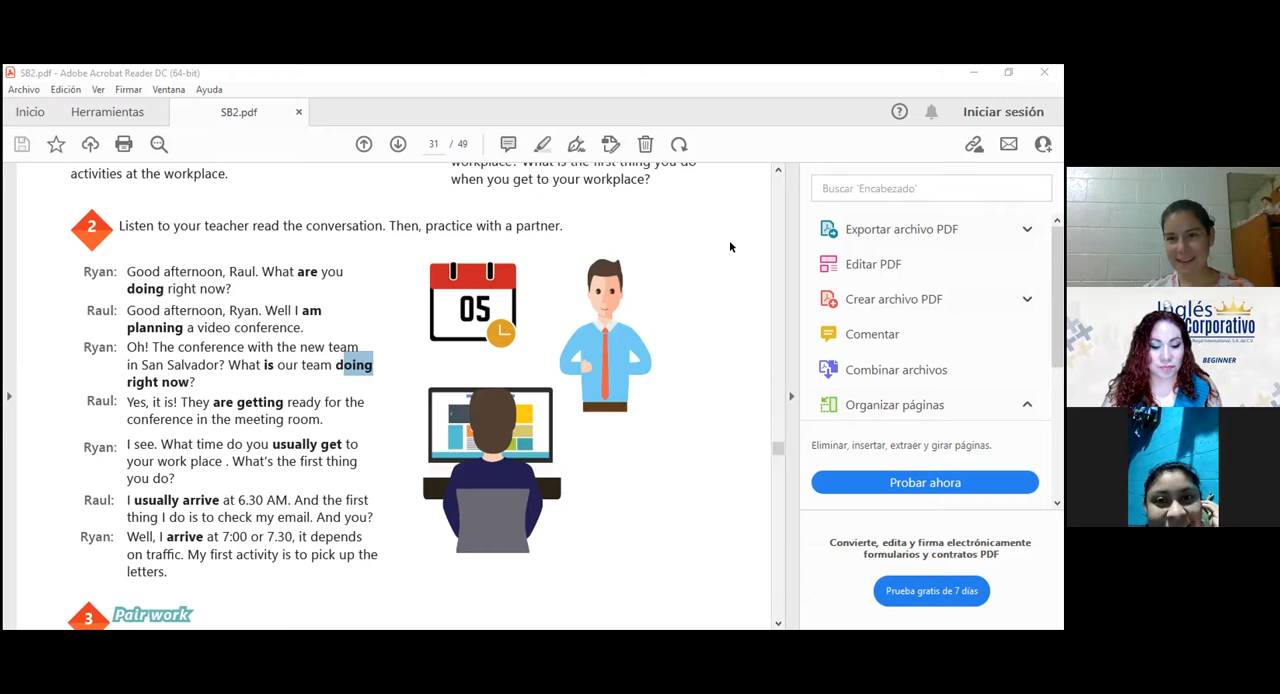 SB2.pdf - Adobe Acrobat Reader DC (64-bit)
Archivo Edición Ver Firmar Ventana Ayuda
Inicio Herramientas SB2.pdf × Iniciar sesión
31 / 49
workplace? What is the first thing you do
activities at the workplace.
when you get to your workplace?
2 Listen to your teacher read the conversation. Then, practice with a partner.
Ryan: Good afternoon, Raul. What are you
doing right now?
Raul: Good afternoon, Ryan. Well I am
planning a video conference.
Ryan: Oh! The conference with the new team
in San Salvador? What is our team doing
right now?
Raul: Yes, it is! They are getting ready for the
conference in the meeting room.
Ryan: I see. What time do you usually get to
your work place . What's the first thing
you do?
Raul: I usually arrive at 6.30 AM. And the first
thing I do is to check my email. And you?
Ryan: Well, I arrive at 7:00 or 7.30, it depends
on traffic. My first activity is to pick up the
letters.
05
3 Pair work
Buscar 'Encabezado'
Exportar archivo PDF
Editar PDF
Crear archivo PDF
Comentar
Combinar archivos
Organizar páginas
Eliminar, insertar, extraer y girar páginas.
Probar ahora
Convierte, edita y firma electrónicamente
formularios y contratos PDF
Prueba gratis de 7 días
Inglés
Corporativo
Royal International, S.A. de C.V.
BEGINNER